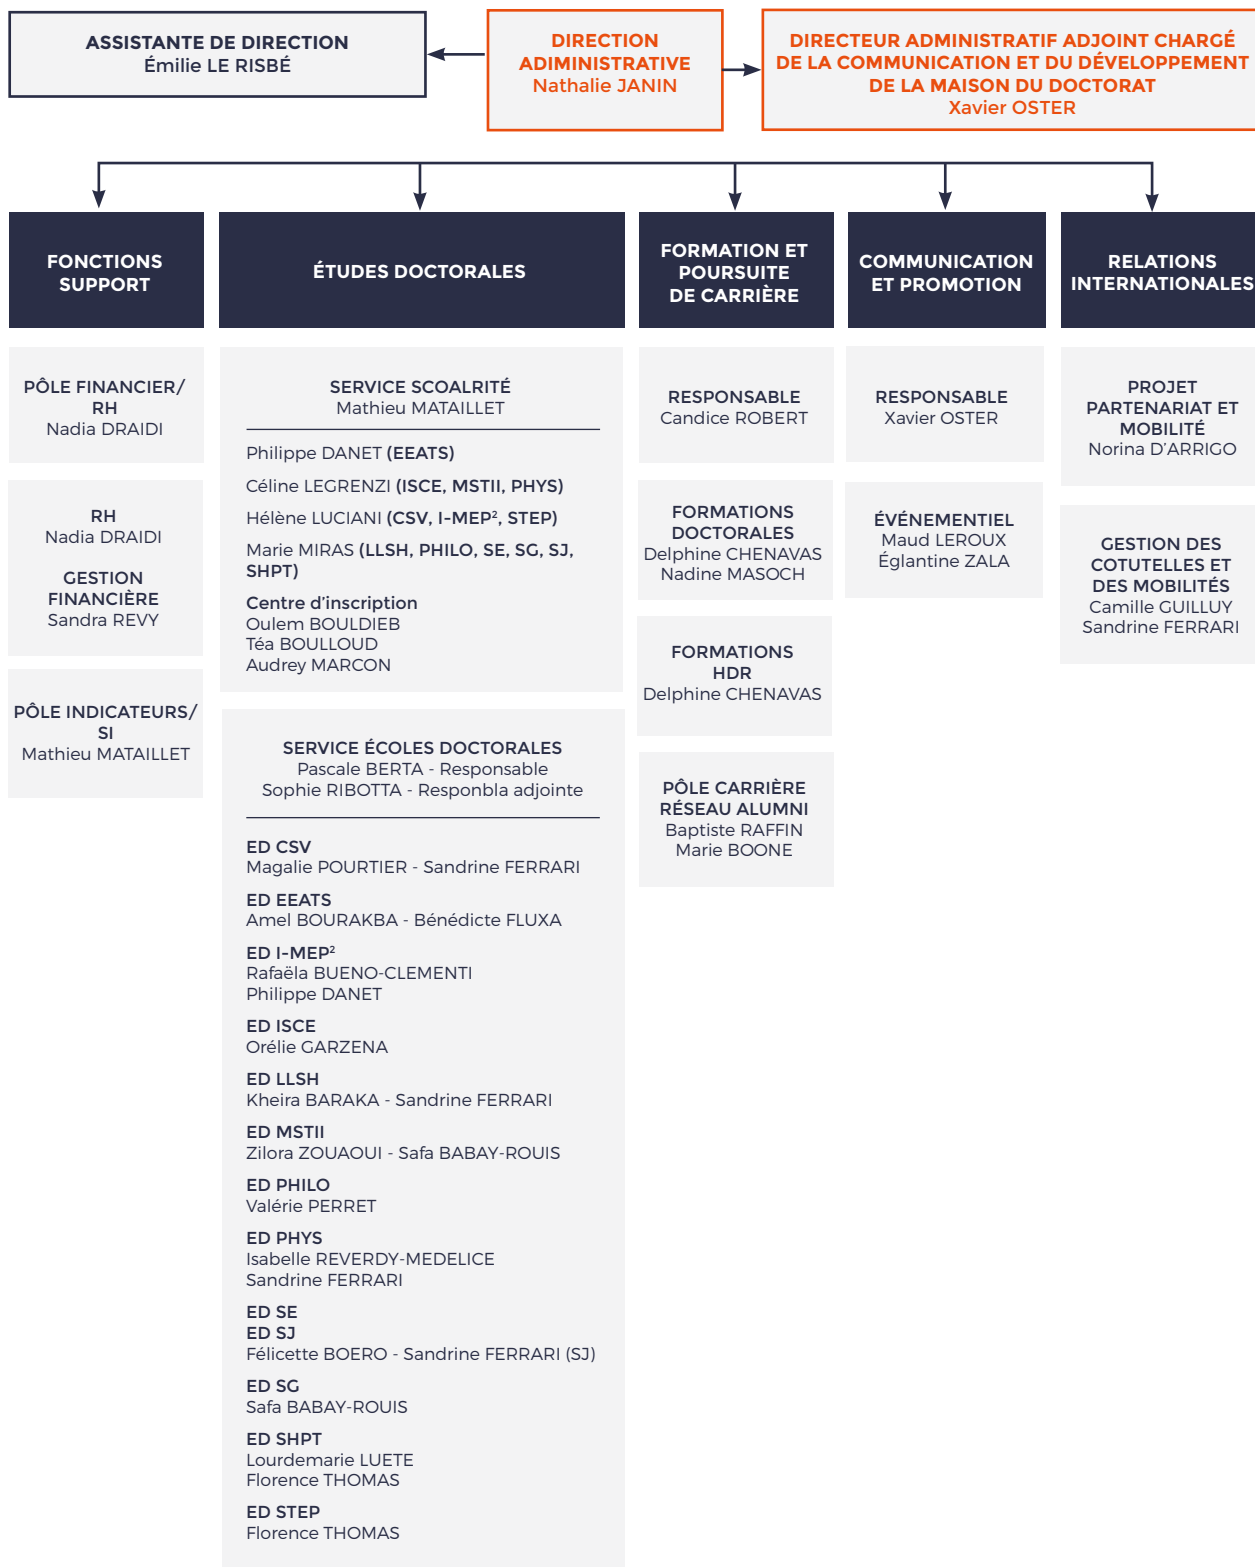 ASSISTANTE DE DIRECTION
Émilie LE RISBÉ
DIRECTION
ADIMINISTRATIVE
Nathalie JANIN
DIRECTEUR ADMINISTRATIF ADJOINT CHARGÉ
DE LA COMMUNICATION ET DU DÉVELOPPEMENT
DE LA MAISON DU DOCTORAT
Xavier OSTER
FONCTIONS
SUPPORT
ÉTUDES DOCTORALES
FORMATION ET
POURSUITE
DE CARRIÈRE
COMMUNICATION
ET PROMOTION
RELATIONS
INTERNATIONALES
PÔLE FINANCIER/
RH
Nadia DRAIDI
RH
Nadia DRAIDI
GESTION
FINANCIÈRE
Sandra REVY
PÔLE INDICATEURS/
SI
Mathieu MATAILLET
SERVICE SCOALRITÉ
Mathieu MATAILLET
Philippe DANET (EEATS)
Céline LEGRENZI (ISCE, MSTII, PHYS)
Hélène LUCIANI (CSV, I-MEP², STEP)
Marie MIRAS (LLSH, PHILO, SE, SG, SJ,
SHPT)
Centre d'inscription
Oulem BOULDIEB
Téa BOULLOUD
Audrey MARCON
SERVICE ÉCOLES DOCTORALES
Pascale BERTA - Responsable
Sophie RIBOTTA - Responbla adjointe
ED CSV
Magalie POURTIER - Sandrine FERRARI
ED EEATS
Amel BOURAKBA - Bénédicte FLUXA
ED I-MEP²
Rafaëla BUENO-CLEMENTI
Philippe DANET
ED ISCE
Orélie GARZENA
ED LLSH
Kheira BARAKA - Sandrine FERRARI
ED MSTII
Zilora ZOUAOUI - Safa BABAY-ROUIS
ED PHILO
Valérie PERRET
ED PHYS
Isabelle REVERDY-MEDELICE
Sandrine FERRARI
ED SE
ED SJ
Félicette BOERO - Sandrine FERRARI (SJ)
ED SG
Safa BABAY-ROUIS
ED SHPT
Lourdemarie LUETE
Florence THOMAS
ED STEP
Florence THOMAS
RESPONSABLE
Candice ROBERT
FORMATIONS
DOCTORALES
Delphine CHENAVAS
Nadine MASOCH
FORMATIONS
HDR
Delphine CHENAVAS
PÔLE CARRIÈRE
RÉSEAU ALUMNI
Baptiste RAFFIN
Marie BOONE
RESPONSABLE
Xavier OSTER
ÉVÉNEMENTIEL
Maud LEROUX
Églantine ZALA
PROJET
PARTENARIAT ET
MOBILITÉ
Norina D'ARRIGO
GESTION DES
COTUTELLES ET
DES MOBILITÉS
Camille GUILLUY
Sandrine FERRARI